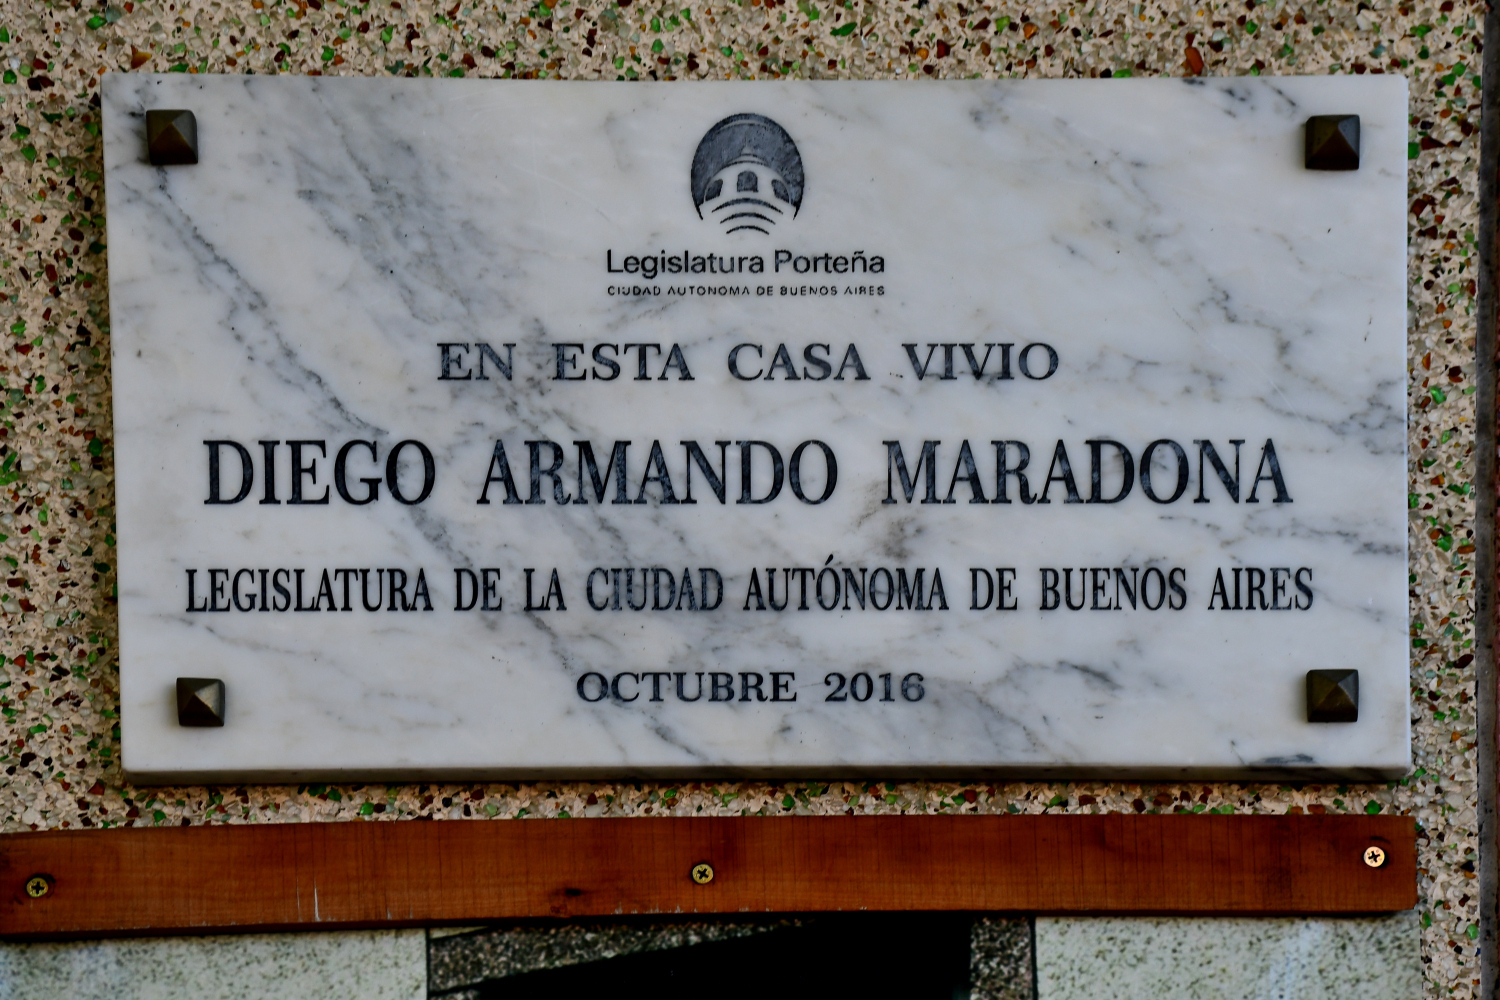 Legislatura Porteña
CIUDAD AUTONOMA DE BUENOS AIRES
EN ESTA CASA VIVIO
DIEGO ARMANDO MARADONA
LEGISLATURA DE LA CIUDAD AUTÓNOMA DE BUENOS AIRES
OCTUBRE 2016